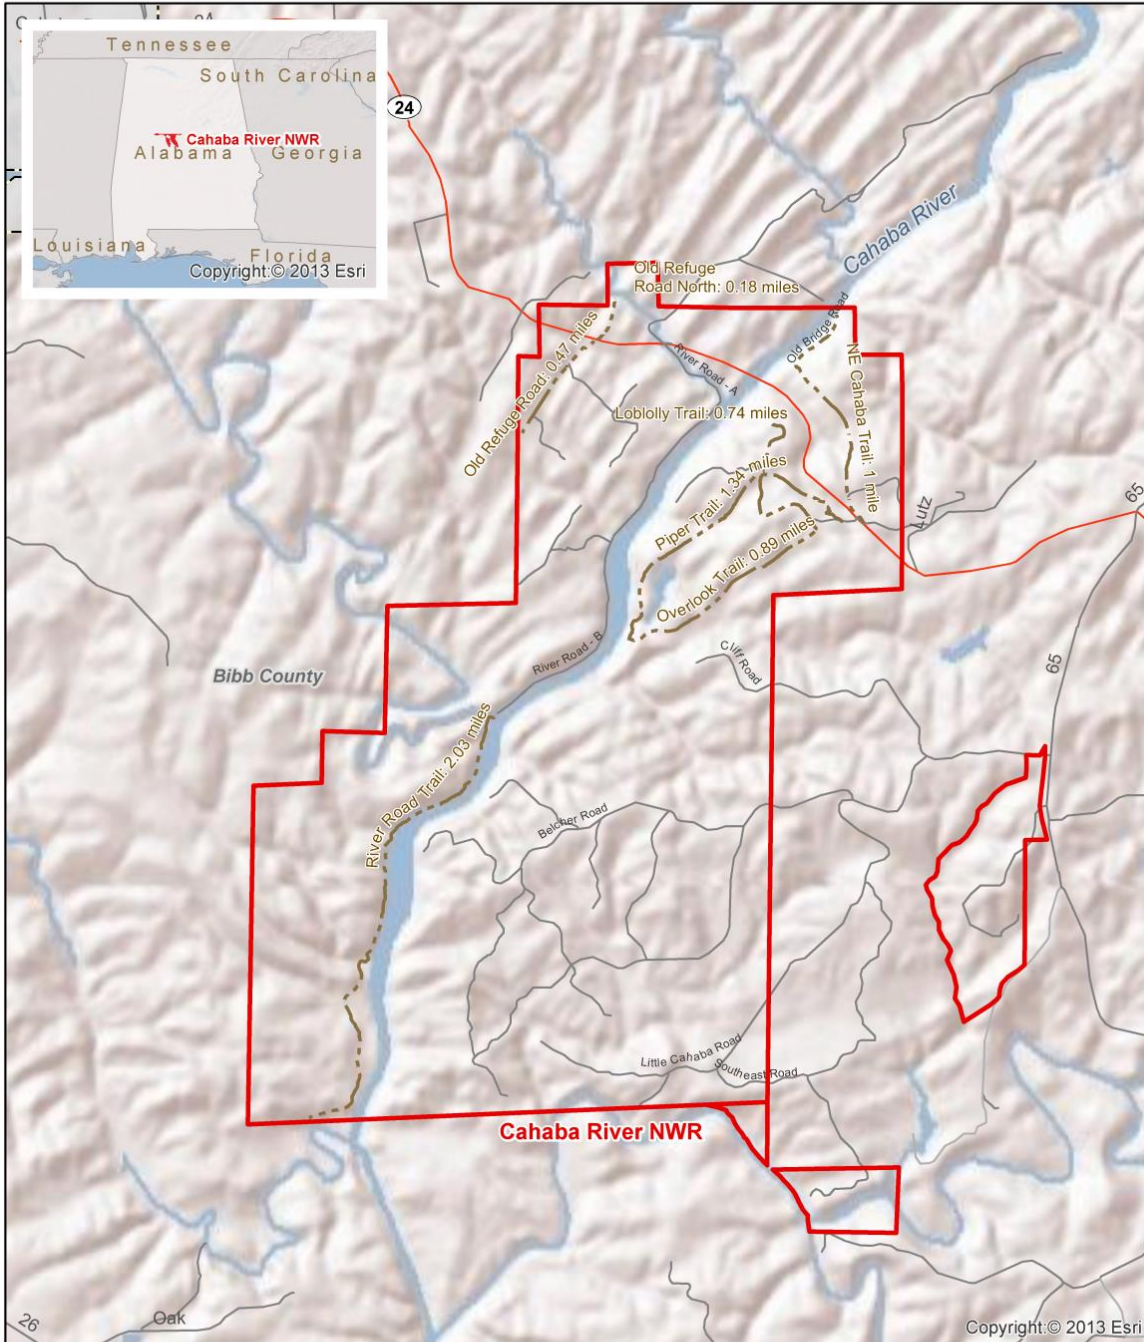 24
Tennessee
South Carolina
Cahaba River NWR
Alabama
Georgia
Louisiana
Florida
Copyright:© 2013 Esri
24
Cahaba River
Old Refuge
Road North: 0.18 miles
Old Bridge Road
Old Refuge Road: 0.47 miles
River Road - A
NE Cahaba Trail: 1 mile
Loblolly Trail: 0.74 miles
Piper Trail: 1.34 miles
Lutz
65
Overlook Trail: 0.89 miles
River Road - B
Cliff Road
65
Bibb County
River Road Trail: 2.03 miles
Belcher Road
Little Cahaba Road
Southeast Road
Cahaba River NWR
Oak
26
Copyright:© 2013 Esri